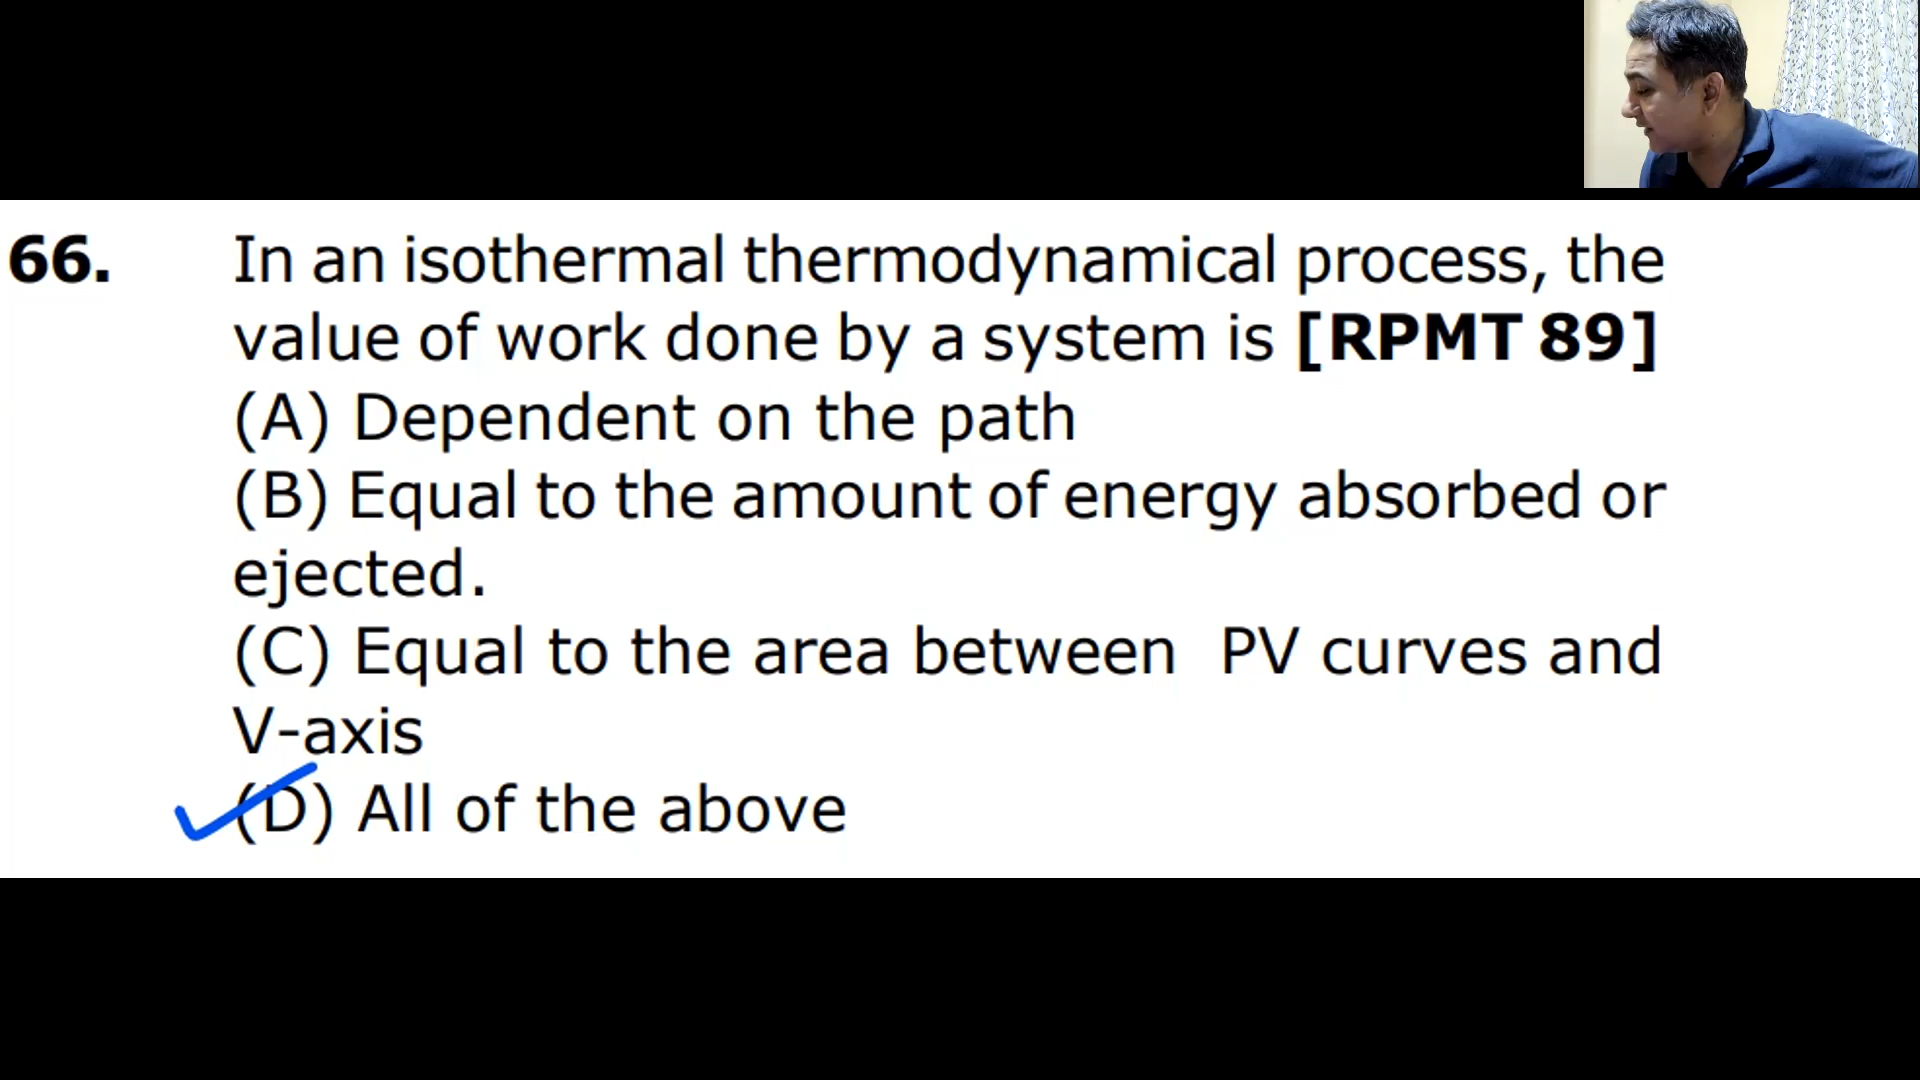 66. In an isothermal thermodynamical process, the
value of work done by a system is [RPMT 89]
(A) Dependent on the path
(B) Equal to the amount of energy absorbed or
ejected.
(C) Equal to the area between PV curves and
V-axis
(D) All of the above